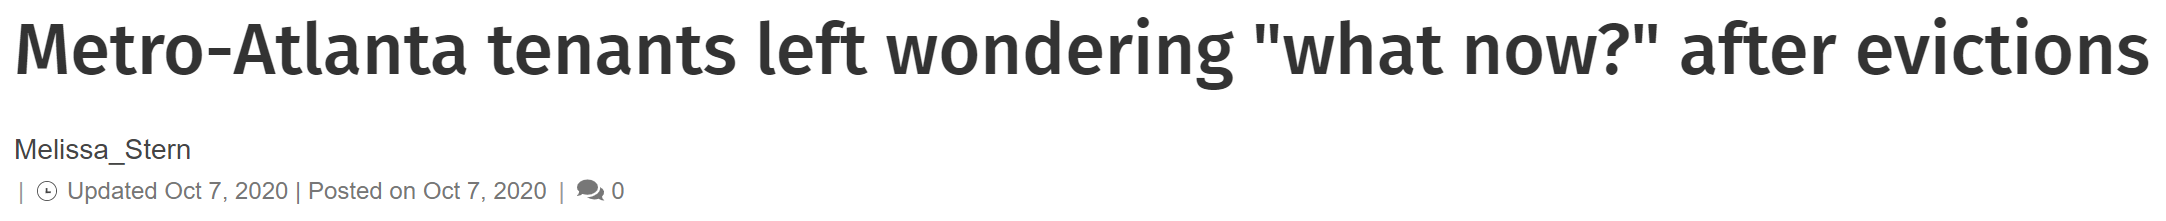 Metro-Atlanta tenants left wondering "what now?" after evictions
Melissa_Stern
| Updated Oct 7, 2020 | Posted on Oct 7, 2020 | 0